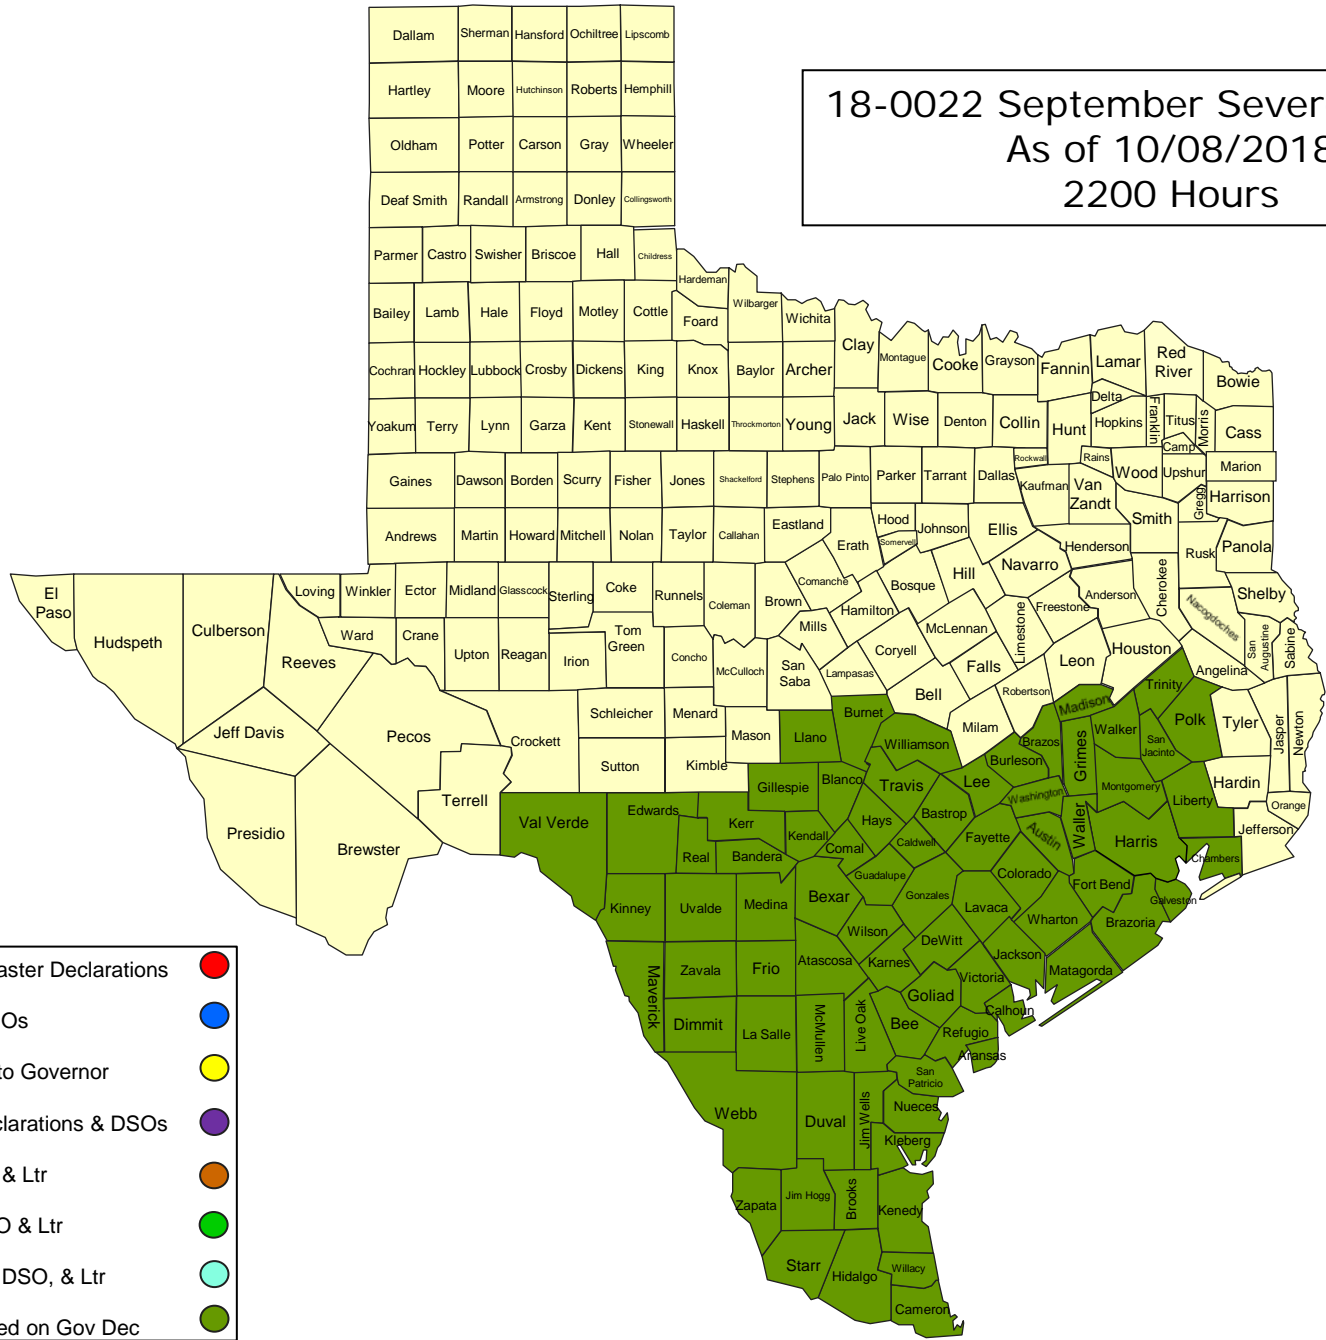 Dallam Sherman Hansford Ochiltree Lipscomb
Hartley Moore Hutchinson Roberts Hemphill
18-0022 September Sever
As of 10/08/2018
2200 Hours
Oldham Potter Carson Gray Wheeler
Deaf Smith Randall Armstrong Donley Collingsworth
Parmer Castro Swisher Briscoe Hall Childress
Hardeman
Bailey Lamb Hale Floyd Motley Cottle Foard Wilbarger Wichita
Clay Montague Cooke Grayson Fannin Lamar Red
River
Bowie
Cochran Hockley Lubbock Crosby Dickens King Knox Baylor Archer
Delta
Yoakum Terry Lynn Garza Kent Stonewall Haskell Throckmorton Young Jack Wise Denton Collin Hunt Hopkins Franklin Titus Morris Cass
Camp
Rockwall Rains Wood Upshur Marion
Gaines Dawson Borden Scurry Fisher Jones Shackelford Stephens Palo Pinto Parker Tarrant Dallas Kaufman Van
Zandt
Gregg Harrison
Smith
Andrews Martin Howard Mitchell Nolan Taylor Callahan Eastland Erath Hood Somervell Johnson Ellis Henderson Rusk Panola
Navarro
El
Paso
Hudspeth Culberson Loving Winkler Ector Midland Glasscock Sterling Coke Runnels Coleman Brown Comanche Hamilton Bosque Hill Freestone Anderson Cherokee Nacogdoches Shelby
Reeves Ward Crane Upton Reagan Irion Tom
Green
Concho McCulloch San
Saba
Mills Lampasas Coryell McLennan Limestone Falls Leon Houston Angelina San
Augustine
Sabine
Bell Robertson Milam
Jeff Davis Pecos Crockett Schleicher Menard Mason Llano Burnet Williamson Brazos Madison Walker Trinity Polk San
Jacinto
Tyler Jasper Newton
Sutton Kimble Gillespie Blanco Travis Lee Burleson Grimes Montgomery Liberty Hardin Orange
Presidio Brewster Terrell Val Verde Edwards Kerr Kendall Hays Bastrop Washington Waller Harris Jefferson
Real Bandera Comal Caldwell Fayette Austin Chambers
Kinney Uvalde Medina Bexar Guadalupe Gonzales Colorado Fort Bend Galveston
Lavaca Wharton Brazoria
Wilson DeWitt
Maverick Zavala Frio Atascosa Karnes Jackson Matagorda
Victoria Goliad
Dimmit La Salle McMullen Live Oak Bee Refugio Calhoun
Aransas
San
Patricio
Webb Duval Jim Wells Nueces
Kleberg
Zapata Jim Hogg Brooks Kenedy
Starr Hidalgo Willacy
Cameron
aster Declarations
Os
to Governor
clarations & DSOs
& Ltr
O & Ltr
DSO, & Ltr
ed on Gov Dec